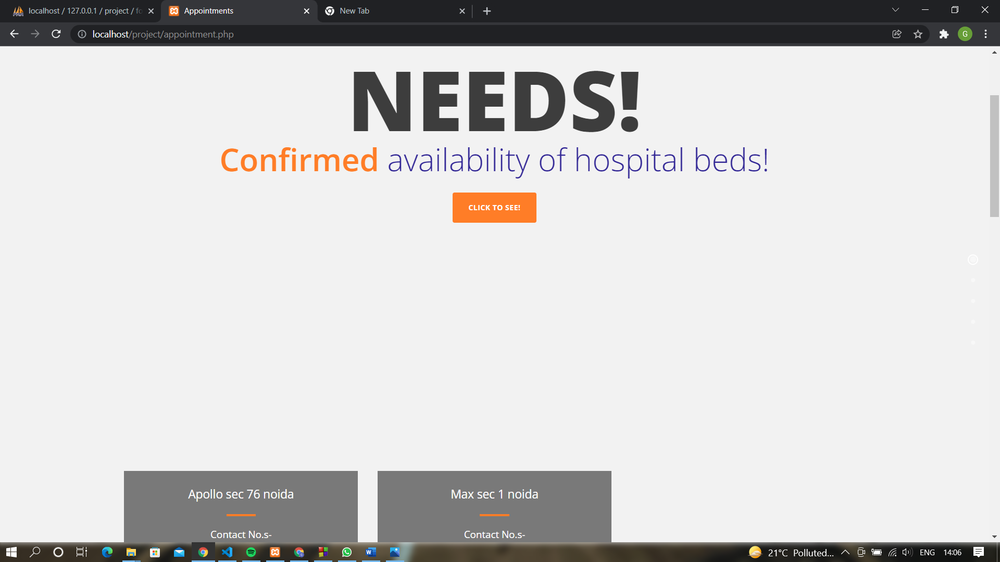 localhost / 127.0.0.1 / project / fo
Appointments
New Tab
localhost/project/appointment.php
G
NEEDS!
Confirmed availability of hospital beds!
CLICK TO SEE!
Apollo sec 76 noida
Max sec 1 noida
Contact No.s-
Contact No.s-
21°C Polluted...
ENG
14:06